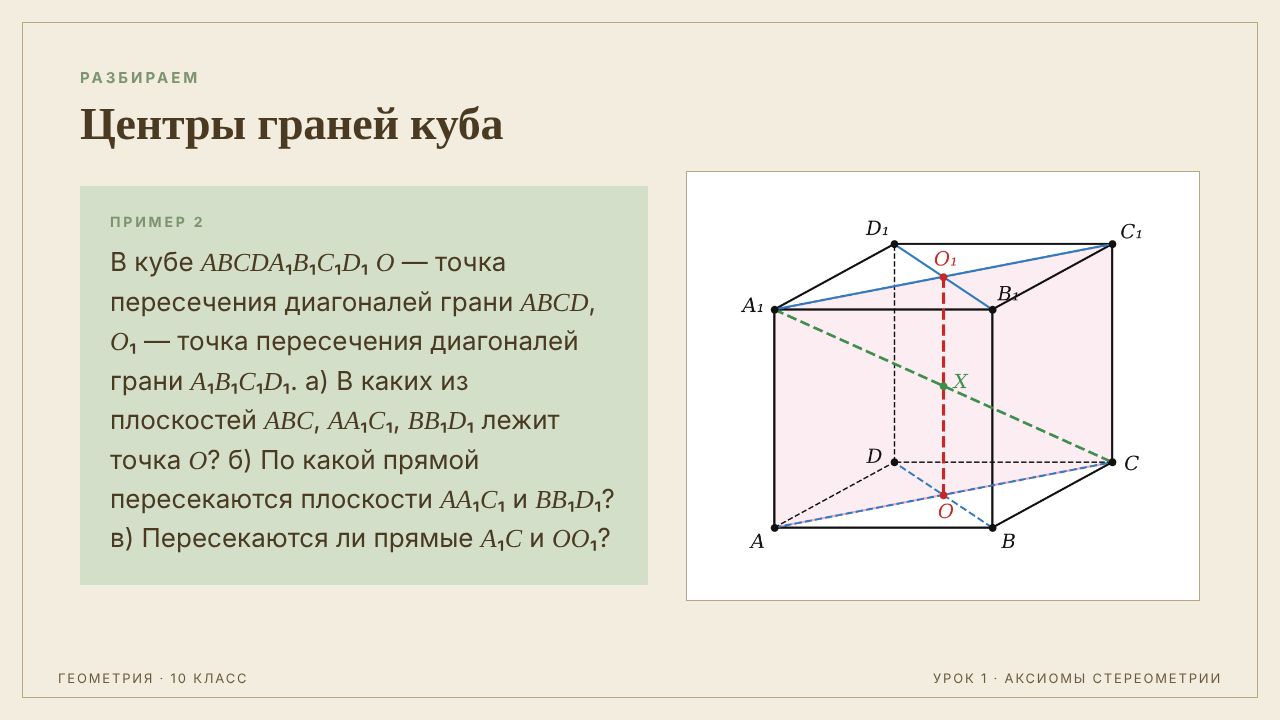 РАЗБИРАЕМ
Центры граней куба
ПРИМЕР 2
В кубе ABCDA₁B₁C₁D₁ O — точка
пересечения диагоналей грани ABCD,
O₁ — точка пересечения диагоналей
грани A₁B₁C₁D₁. а) В каких из
плоскостей ABC, AA₁C₁, BB₁D₁ лежит
точка O? б) По какой прямой
пересекаются плоскости AA₁C₁ и BB₁D₁?
в) Пересекаются ли прямые A₁C и OO₁?
D₁
C₁
O₁
A₁
B₁
X
D
C
O
A
B
ГЕОМЕТРИЯ · 10 КЛАСС
УРОК 1 · АКСИОМЫ СТЕРЕОМЕТРИИ